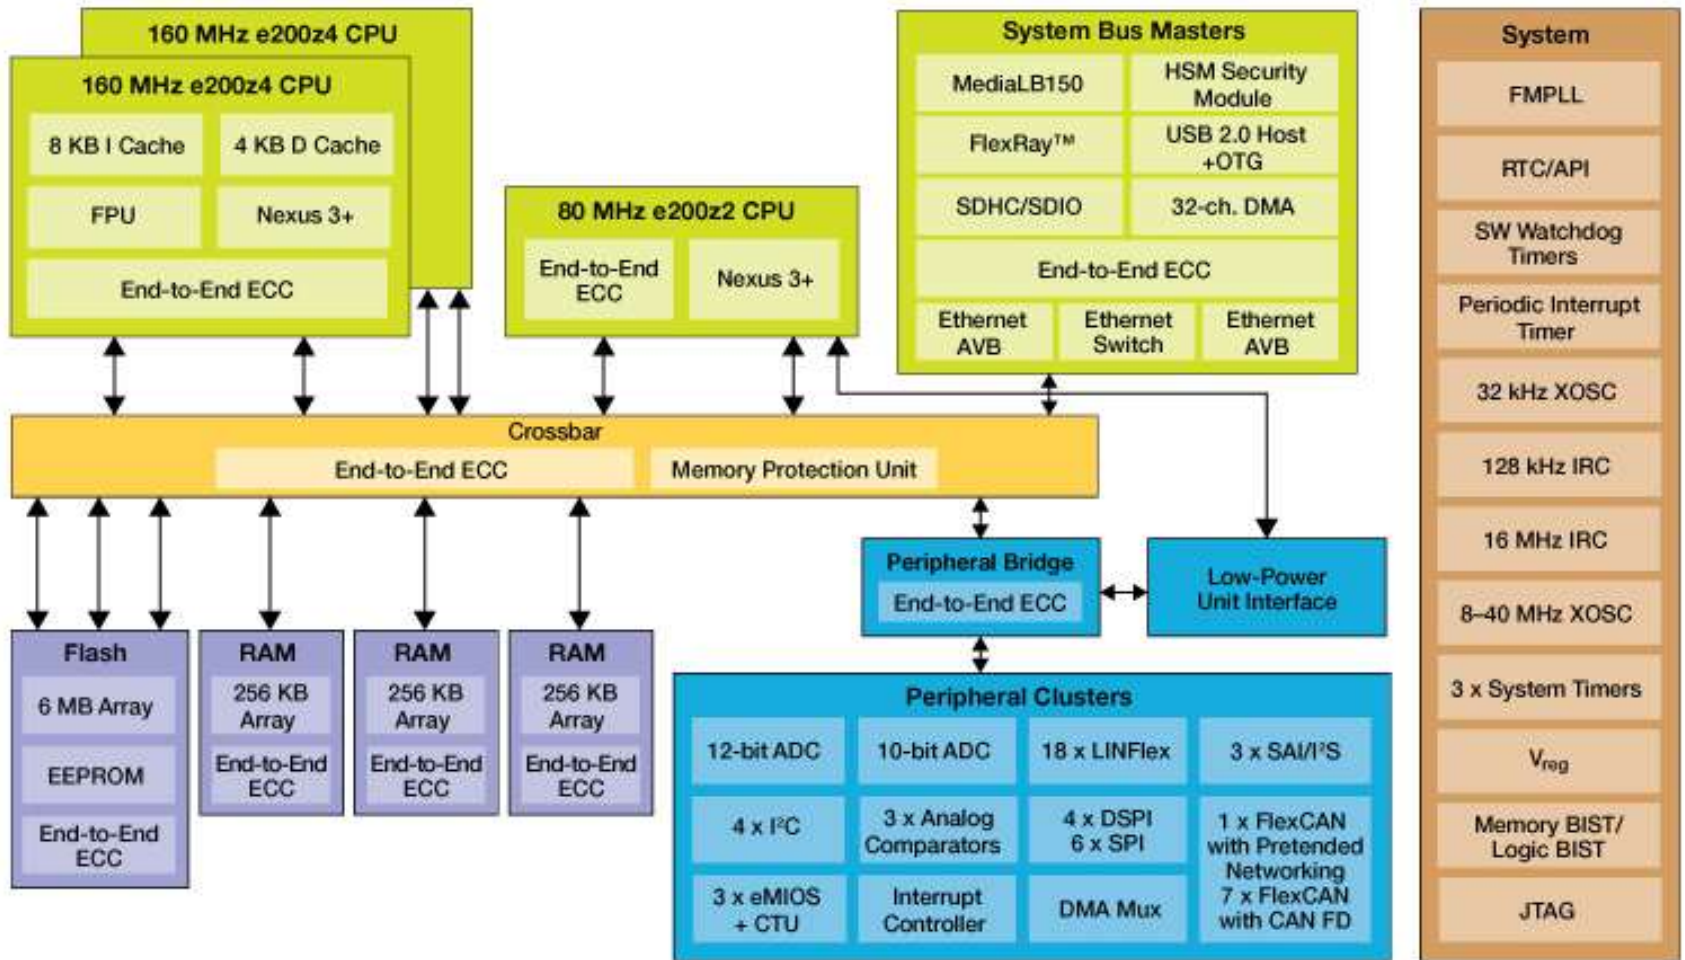 160 MHz e200z4 CPU
160 MHz e200z4 CPU
8 KB I Cache
4 KB D Cache
FPU
Nexus 3+
End-to-End ECC
80 MHz e200z2 CPU
End-to-End
ECC
Nexus 3+
System Bus Masters
MediaLB150
HSM Security
Module
FlexRay™
USB 2.0 Host
+OTG
SDHC/SDIO
32-ch. DMA
End-to-End ECC
Ethernet
AVB
Ethernet
Switch
Ethernet
AVB
Crossbar
End-to-End ECC
Memory Protection Unit
Flash
6 MB Array
EEPROM
End-to-End
ECC
RAM
256 KB
Array
End-to-End
ECC
RAM
256 KB
Array
End-to-End
ECC
RAM
256 KB
Array
End-to-End
ECC
Peripheral Bridge
End-to-End ECC
Low-Power
Unit Interface
Peripheral Clusters
12-bit ADC
10-bit ADC
18 x LINFlex
3 x SAI/I²S
4 x I²C
3 x Analog
Comparators
4 x DSPI
6 x SPI
1 x FlexCAN
with Pretended
Networking
7 x FlexCAN
with CAN FD
3 x eMIOS
+ CTU
Interrupt
Controller
DMA Mux
System
FMPLL
RTC/API
SW Watchdog
Timers
Periodic Interrupt
Timer
32 kHz XOSC
128 kHz IRC
16 MHz IRC
8–40 MHz XOSC
3 x System Timers
Vreg
Memory BIST/
Logic BIST
JTAG